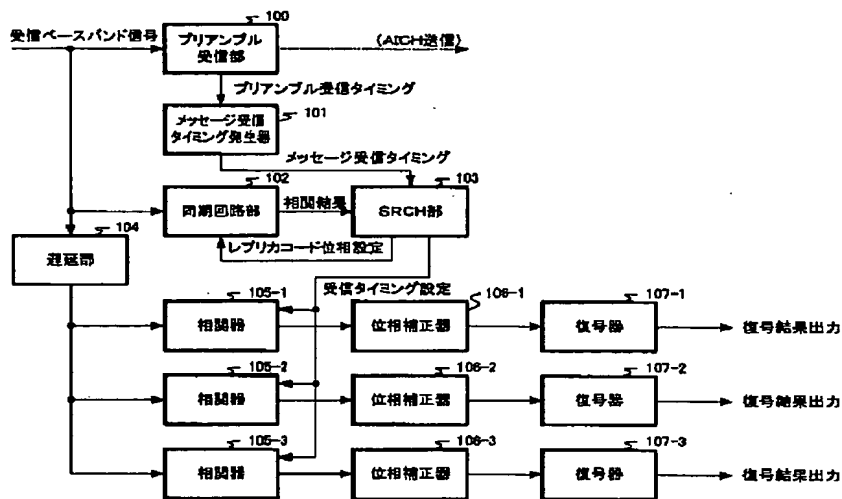 100
受信ベースバンド信号
プリアンブル
受信部
(AICH送信)
プリアンブル受信タイミング
101
メッセージ受信
タイミング発生器
メッセージ受信タイミング
102
103
同期回路部
相関結果
SRCH部
104
遅延部
レプリカコード位相設定
受信タイミング設定
105-1
106-1
107-1
相関器
位相補正器
復号器
復号結果出力
105-2
106-2
107-2
相関器
位相補正器
復号器
復号結果出力
105-3
106-3
107-3
相関器
位相補正器
復号器
復号結果出力